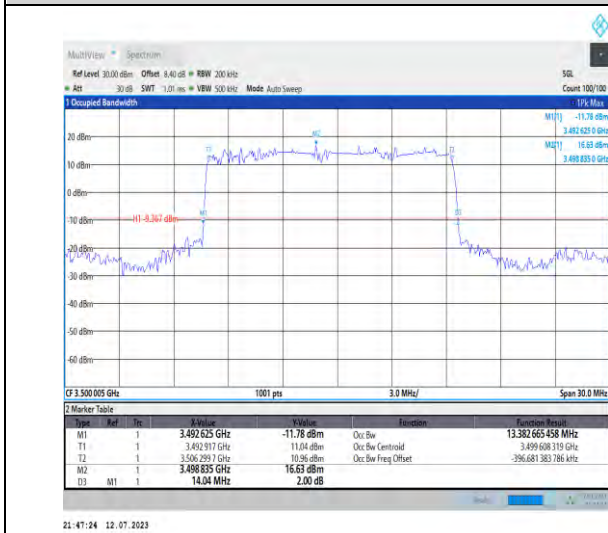 MultiView Spectrum
Ref Level 30.00 dBm Offset 8.40 dB RBW 200 kHz SGL
Att 30 dB SWT 1.01 ms VBW 500 kHz Mode Auto Sweep Count 100/100
1 Occupied Bandwidth 1Pk Max
M1[1] -11.78 dBm
3.492 625 0 GHz
M2[1] 16.63 dBm
3.498 835 0 GHz
20 dBm
M2
T1
T2
10 dBm
0 dBm
M1
D3
-10 dBm
H1 -9.367 dBm
-20 dBm
-30 dBm
-40 dBm
-50 dBm
-60 dBm
CF 3.500 005 GHz 1001 pts 3.0 MHz/ Span 30.0 MHz
2 Marker Table
Type Ref Trc X-Value Y-Value Function Function Result
M1 1 3.492 625 GHz -11.78 dBm Occ Bw 13.382 665 458 MHz
T1 1 3.492 917 GHz 11.04 dBm Occ Bw Centroid 3.499 608 319 GHz
T2 1 3.506 299 7 GHz 10.96 dBm Occ Bw Freq Offset -396.681 383 786 kHz
M2 1 3.498 835 GHz 16.63 dBm
D3 M1 1 14.04 MHz 2.00 dB
21:47:24 12.07.2023